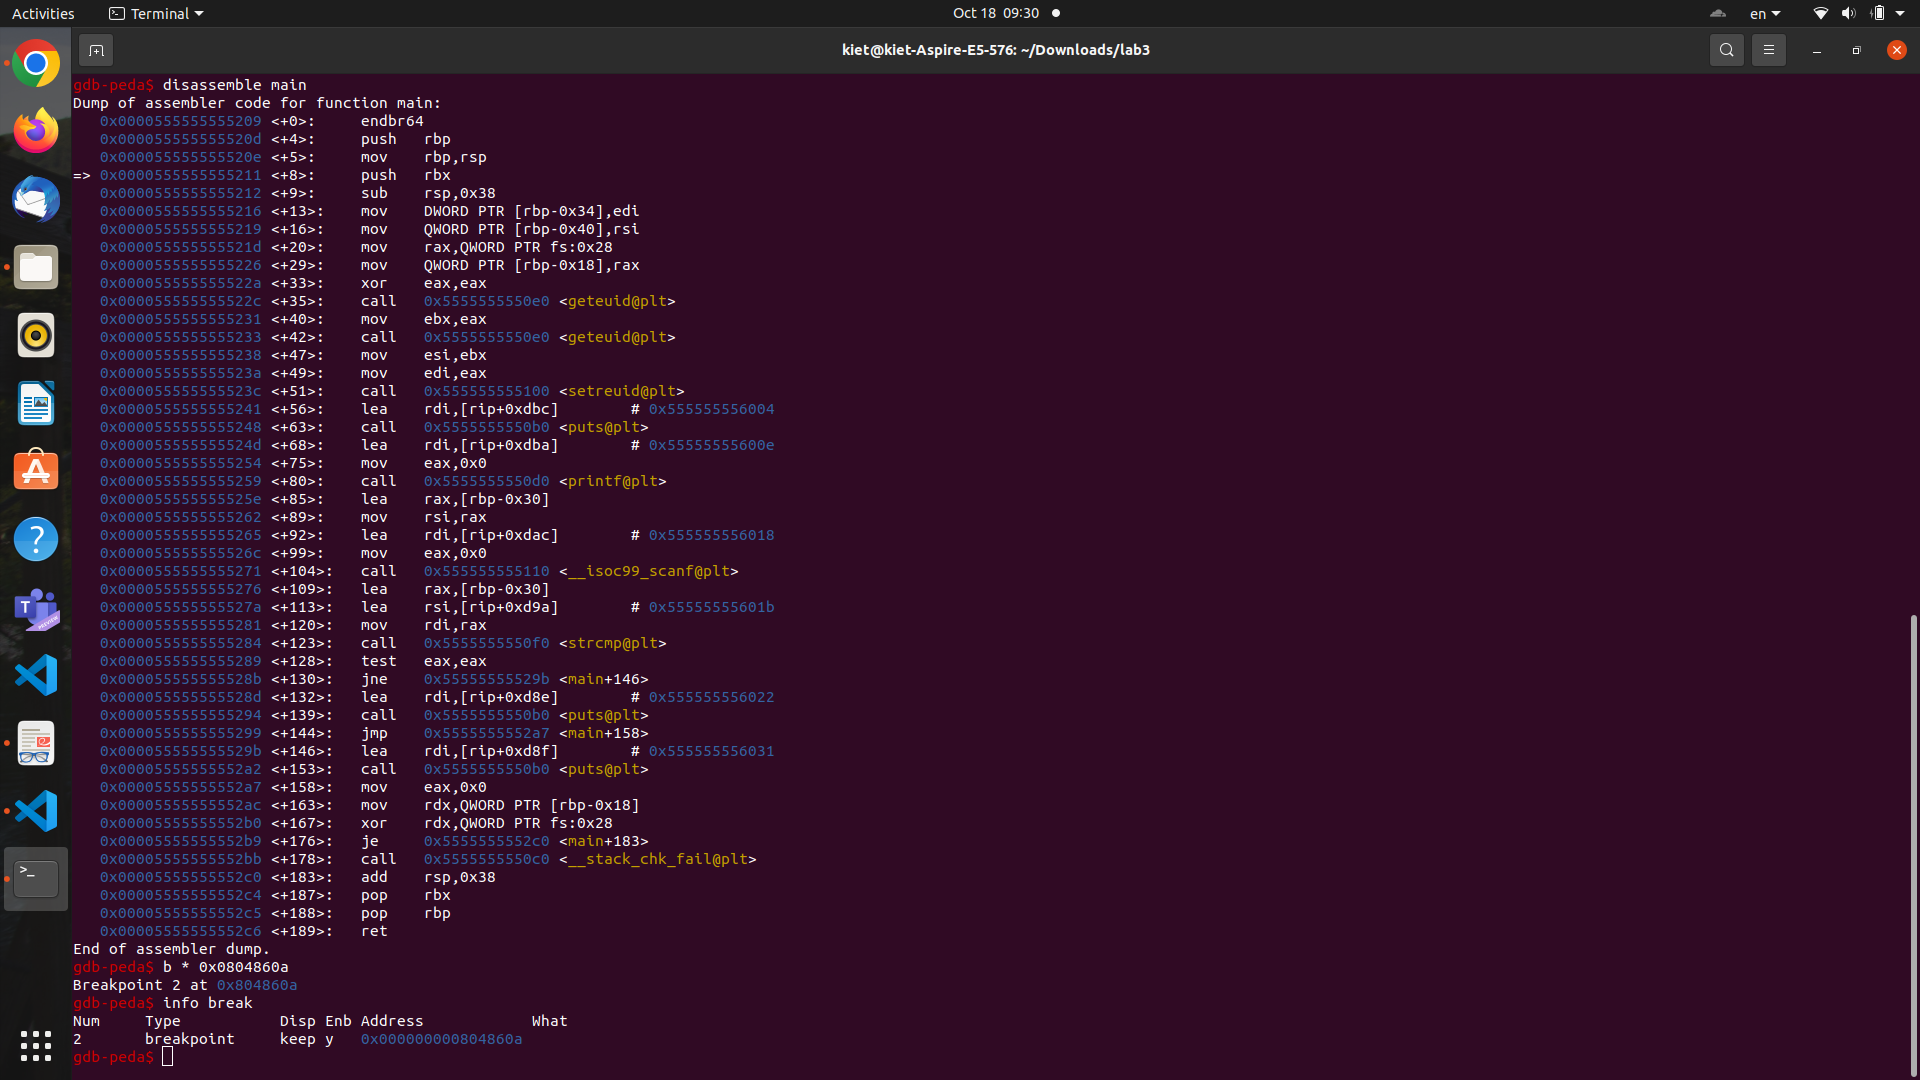 Activities Terminal Oct 18 09:30 en
kiet@kiet-Aspire-E5-576: ~/Downloads/lab3
gdb-peda$ disassemble main
Dump of assembler code for function main:
   0x0000555555555209 <+0>:     endbr64
   0x000055555555520d <+4>:     push   rbp
   0x000055555555520e <+5>:     mov    rbp,rsp
=> 0x0000555555555211 <+8>:     push   rbx
   0x0000555555555212 <+9>:     sub    rsp,0x38
   0x0000555555555216 <+13>:    mov    DWORD PTR [rbp-0x34],edi
   0x0000555555555219 <+16>:    mov    QWORD PTR [rbp-0x40],rsi
   0x000055555555521d <+20>:    mov    rax,QWORD PTR fs:0x28
   0x0000555555555226 <+29>:    mov    QWORD PTR [rbp-0x18],rax
   0x000055555555522a <+33>:    xor    eax,eax
   0x000055555555522c <+35>:    call   0x5555555550e0 <geteuid@plt>
   0x0000555555555231 <+40>:    mov    ebx,eax
   0x0000555555555233 <+42>:    call   0x5555555550e0 <geteuid@plt>
   0x0000555555555238 <+47>:    mov    esi,ebx
   0x000055555555523a <+49>:    mov    edi,eax
   0x000055555555523c <+51>:    call   0x555555555100 <setreuid@plt>
   0x0000555555555241 <+56>:    lea    rdi,[rip+0xdbc]        # 0x555555556004
   0x0000555555555248 <+63>:    call   0x5555555550b0 <puts@plt>
   0x000055555555524d <+68>:    lea    rdi,[rip+0xdba]        # 0x55555555600e
   0x0000555555555254 <+75>:    mov    eax,0x0
   0x0000555555555259 <+80>:    call   0x5555555550d0 <printf@plt>
   0x000055555555525e <+85>:    lea    rax,[rbp-0x30]
   0x0000555555555262 <+89>:    mov    rsi,rax
   0x0000555555555265 <+92>:    lea    rdi,[rip+0xdac]        # 0x555555556018
   0x000055555555526c <+99>:    mov    eax,0x0
   0x0000555555555271 <+104>:   call   0x555555555110 <__isoc99_scanf@plt>
   0x0000555555555276 <+109>:   lea    rax,[rbp-0x30]
   0x000055555555527a <+113>:   lea    rsi,[rip+0xd9a]        # 0x55555555601b
   0x0000555555555281 <+120>:   mov    rdi,rax
   0x0000555555555284 <+123>:   call   0x5555555550f0 <strcmp@plt>
   0x0000555555555289 <+128>:   test   eax,eax
   0x000055555555528b <+130>:   jne    0x55555555529b <main+146>
   0x000055555555528d <+132>:   lea    rdi,[rip+0xd8e]        # 0x555555556022
   0x0000555555555294 <+139>:   call   0x5555555550b0 <puts@plt>
   0x0000555555555299 <+144>:   jmp    0x5555555552a7 <main+158>
   0x000055555555529b <+146>:   lea    rdi,[rip+0xd8f]        # 0x555555556031
   0x00005555555552a2 <+153>:   call   0x5555555550b0 <puts@plt>
   0x00005555555552a7 <+158>:   mov    eax,0x0
   0x00005555555552ac <+163>:   mov    rdx,QWORD PTR [rbp-0x18]
   0x00005555555552b0 <+167>:   xor    rdx,QWORD PTR fs:0x28
   0x00005555555552b9 <+176>:   je     0x5555555552c0 <main+183>
   0x00005555555552bb <+178>:   call   0x5555555550c0 <__stack_chk_fail@plt>
   0x00005555555552c0 <+183>:   add    rsp,0x38
   0x00005555555552c4 <+187>:   pop    rbx
   0x00005555555552c5 <+188>:   pop    rbp
   0x00005555555552c6 <+189>:   ret
End of assembler dump.
gdb-peda$ b * 0x0804860a
Breakpoint 2 at 0x804860a
gdb-peda$ info break
Num     Type           Disp Enb Address            What
2       breakpoint     keep y   0x000000000804860a
gdb-peda$